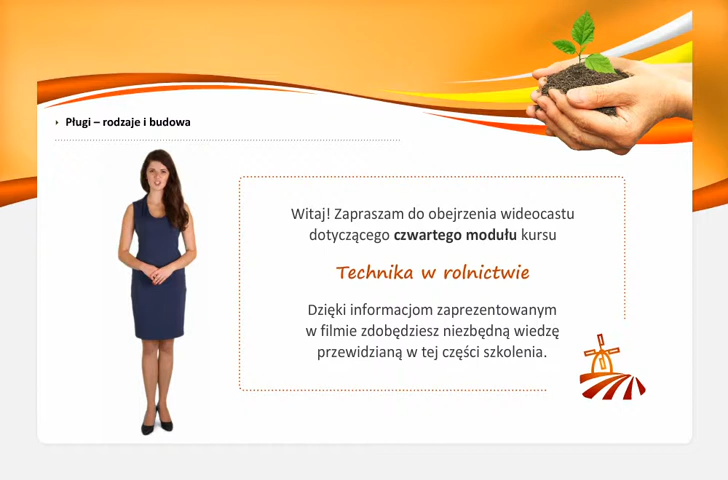 Pługi – rodzaje i budowa
Witaj! Zapraszam do obejrzenia wideocastu
dotyczącego czwartego modułu kursu
Technika w rolnictwie
Dzięki informacjom zaprezentowanym
w filmie zdobędziesz niezbędną wiedzę
przewidzianą w tej części szkolenia.